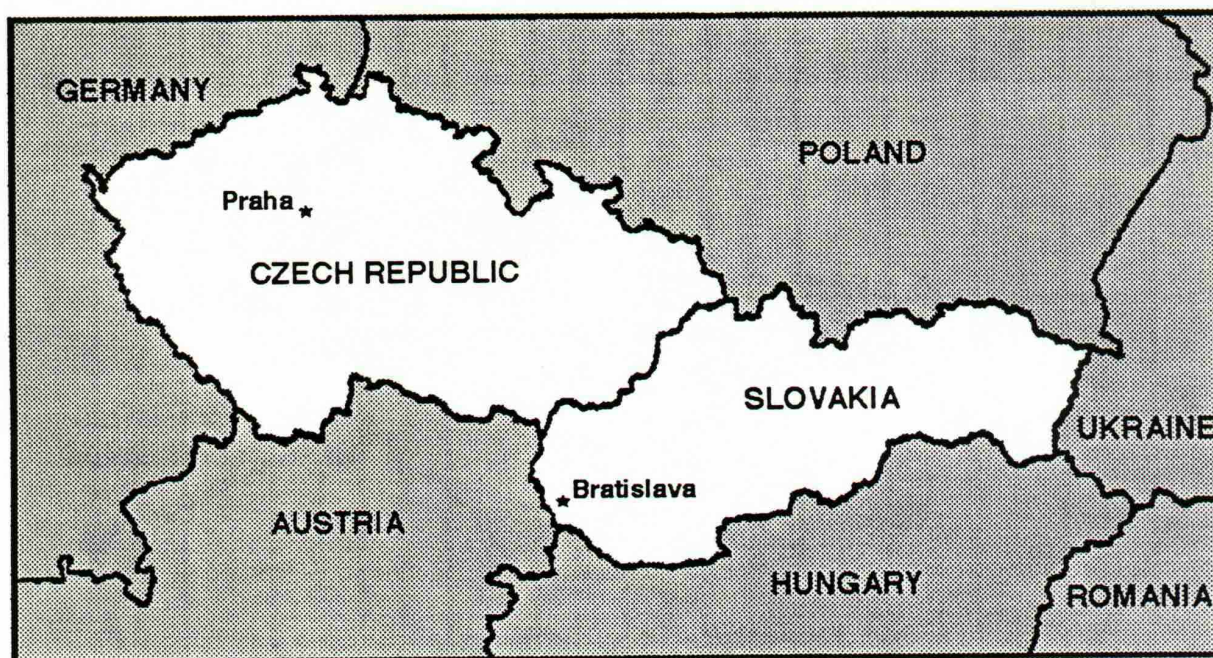 GERMANY
POLAND
Praha
CZECH REPUBLIC
SLOVAKIA
UKRAINE
Bratislava
AUSTRIA
HUNGARY
ROMANIA